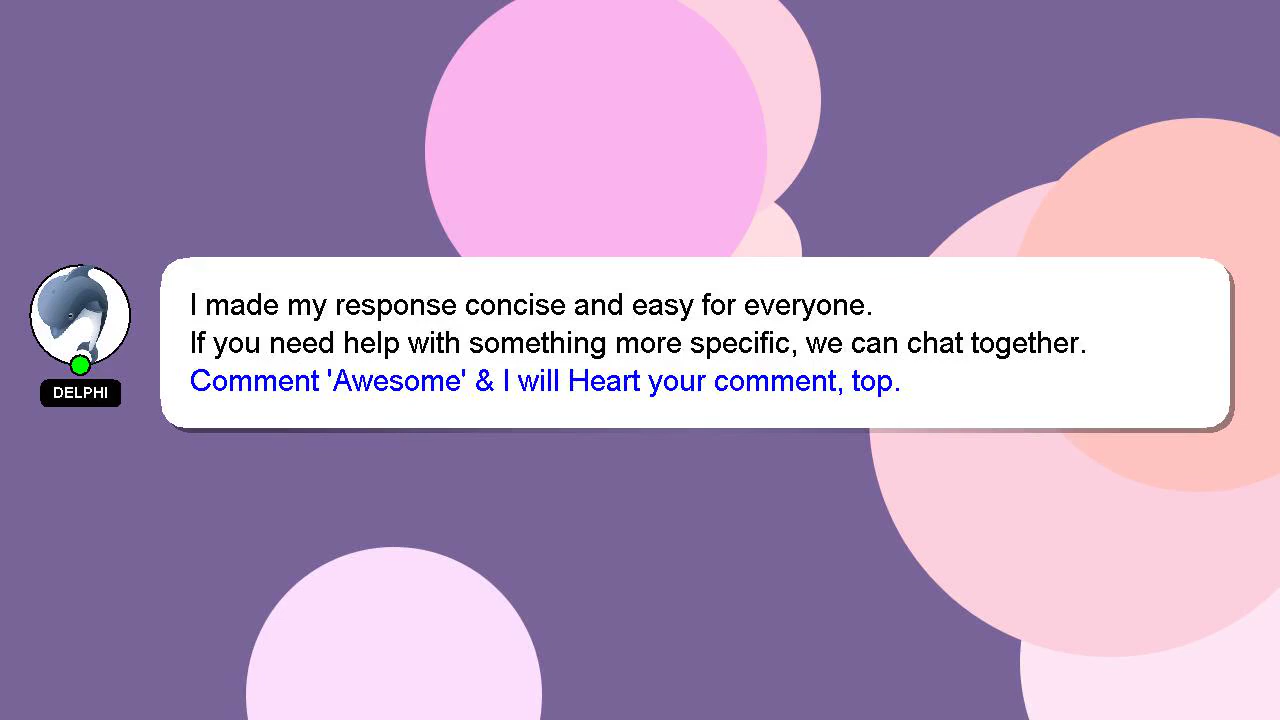 I made my response concise and easy for everyone.
If you need help with something more specific, we can chat together.
Comment 'Awesome' & I will Heart your comment, top.
DELPHI